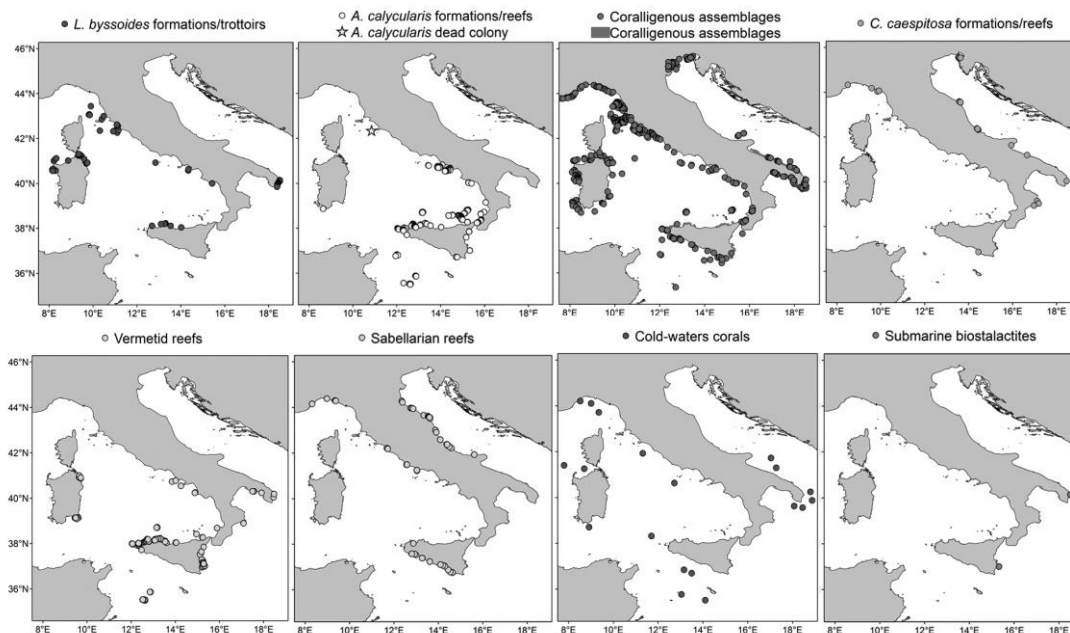 L. byssoides formations/trottoirs
A. calycularis formations/reefs
A. calycularis dead colony
Coralligenous assemblages
Coralligenous assemblages
C. caespitosa formations/reefs
46°N
44°N
42°N
40°N
38°N
36°N
8°E 10°E 12°E 14°E 16°E 18°E
8°E 10°E 12°E 14°E 16°E 18°E
8°E 10°E 12°E 14°E 16°E 18°E
8°E 10°E 12°E 14°E 16°E 18°E
Vermetid reefs
Sabellarian reefs
Cold-waters corals
Submarine biostalactites
46°N
44°N
42°N
40°N
38°N
36°N
8°E 10°E 12°E 14°E 16°E 18°E
8°E 10°E 12°E 14°E 16°E 18°E
8°E 10°E 12°E 14°E 16°E 18°E
8°E 10°E 12°E 14°E 16°E 18°E